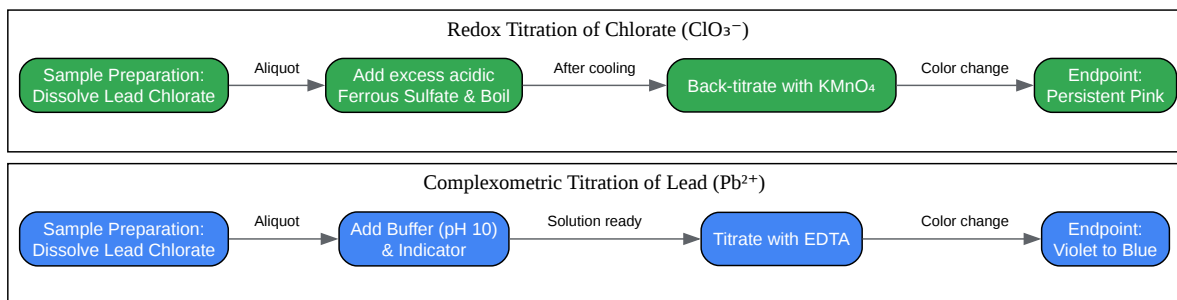 Redox Titration of Chlorate (ClO₃⁻)
Aliquot
After cooling
Color change
Sample Preparation:
Dissolve Lead Chlorate
Add excess acidic
Ferrous Sulfate & Boil
Back-titrate with KMnO₄
Endpoint:
Persistent Pink
Complexometric Titration of Lead (Pb²⁺)
Aliquot
Solution ready
Color change
Sample Preparation:
Dissolve Lead Chlorate
Add Buffer (pH 10)
& Indicator
Titrate with EDTA
Endpoint:
Violet to Blue